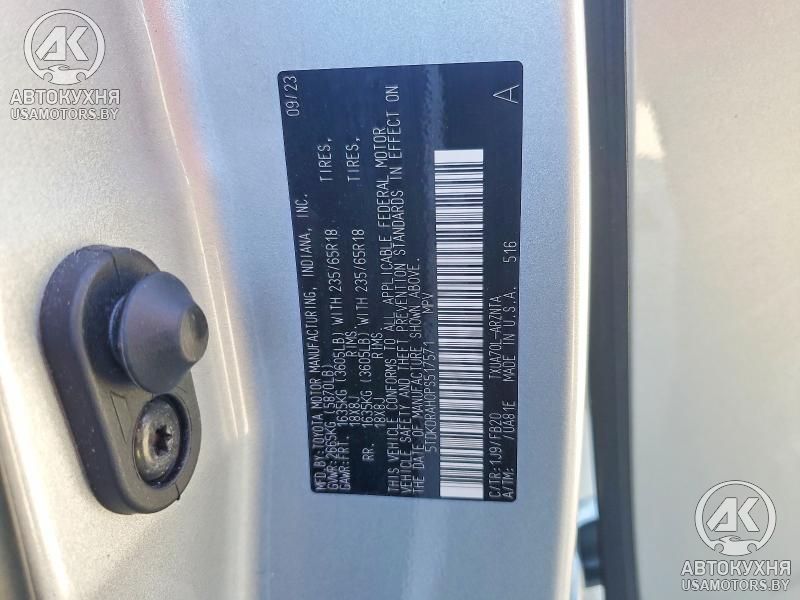 AK
АВТОКУХНЯ
USAMOTORS.BY
MFD.BY:TOYOTA MOTOR MANUFACTURING, INDIANA, INC. 09/23
GVWR:2665KG (5870LB)
GAWR:FRT. 1635KG (3605LB) WITH 235/65R18 TIRES,
18X8J RIMS.
RR. 1635KG (3605LB) WITH 235/65R18 TIRES,
18X8J RIMS.
THIS VEHICLE CONFORMS TO ALL APPLICABLE FEDERAL MOTOR
VEHICLE SAFETY AND THEFT PREVENTION STANDARDS IN EFFECT ON
THE DATE OF MANUFACTURE SHOWN ABOVE.
5TDKDRAH0PS517571 MPV
C/TR:1J9/FB20 TXUA70L-ARZNTA
A/TM: /UA81E MADE IN U.S.A. 516 A
AK
АВТОКУХНЯ
USAMOTORS.BY